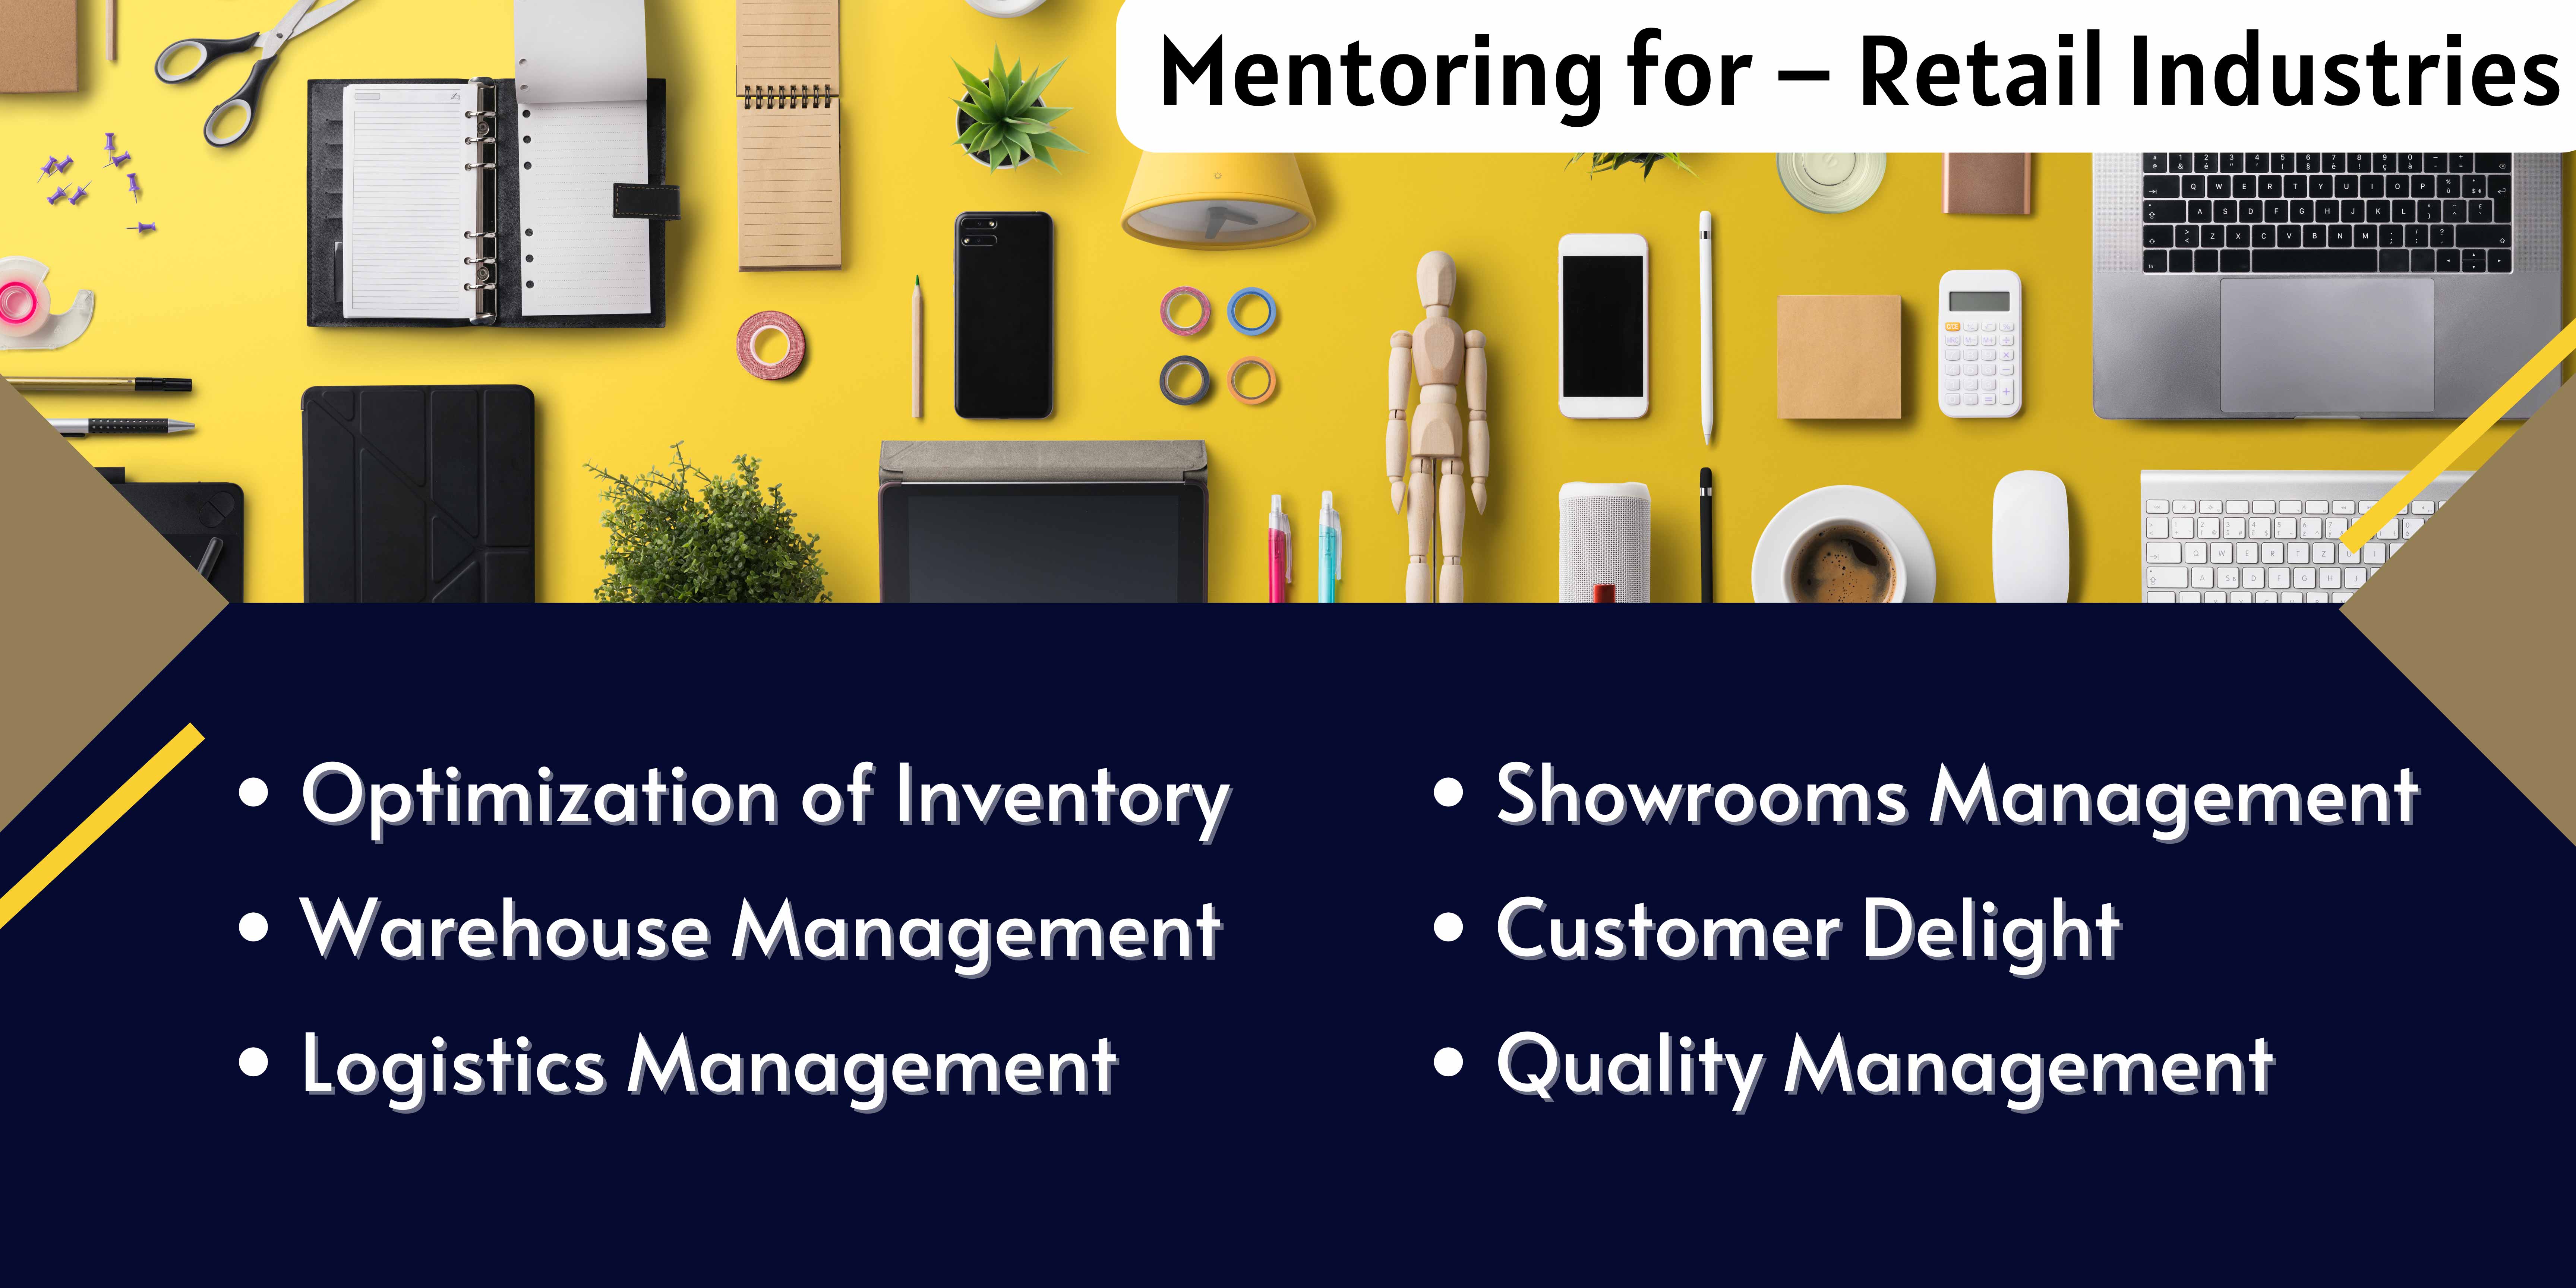 Mentoring for – Retail Industries
• Optimization of Inventory
• Warehouse Management
• Logistics Management
• Showrooms Management
• Customer Delight
• Quality Management